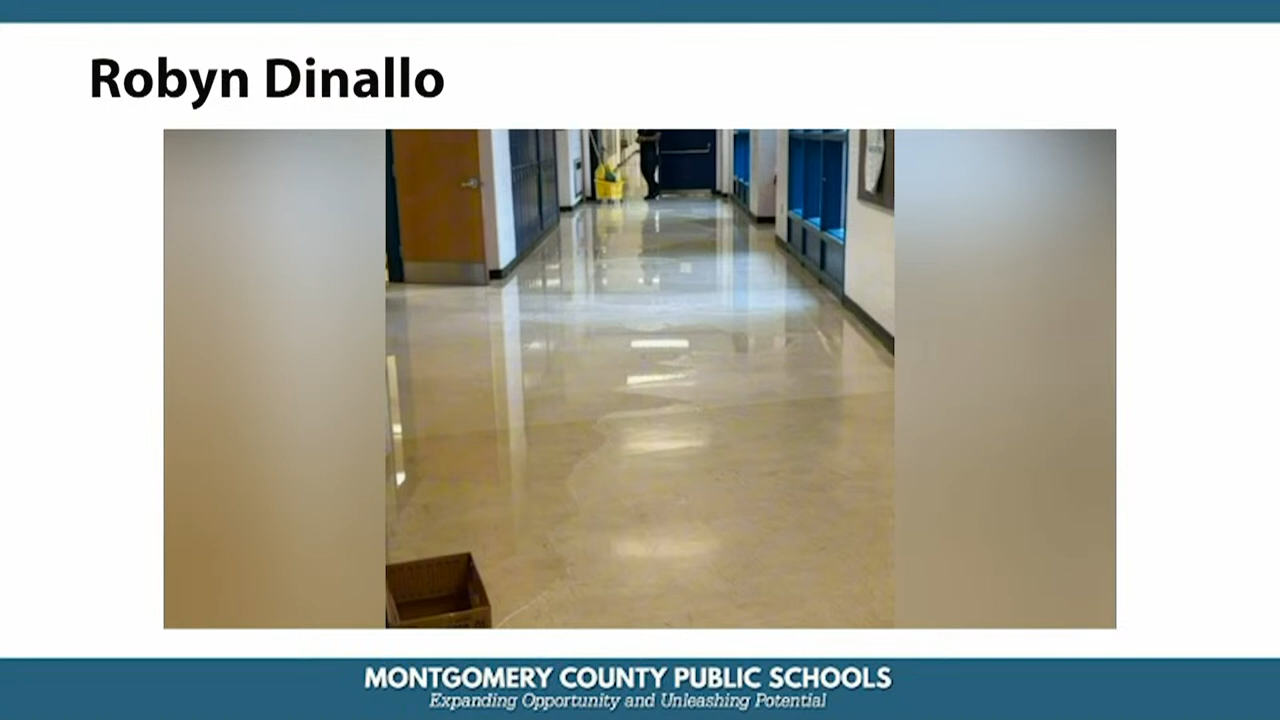 Robyn Dinallo
MONTGOMERY COUNTY PUBLIC SCHOOLS
Expanding Opportunity and Unleashing Potential